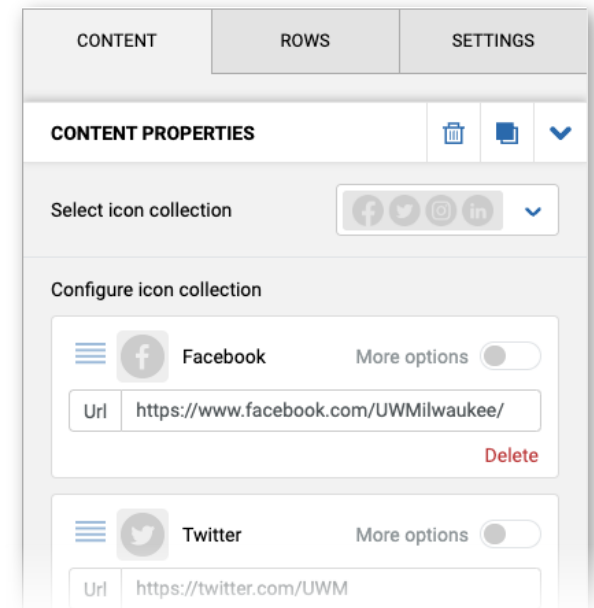 CONTENT ROWS SETTINGS
CONTENT PROPERTIES
Select icon collection
Configure icon collection
Facebook More options
Url https://www.facebook.com/UWMilwaukee/
Delete
Twitter More options
Url https://twitter.com/UWM